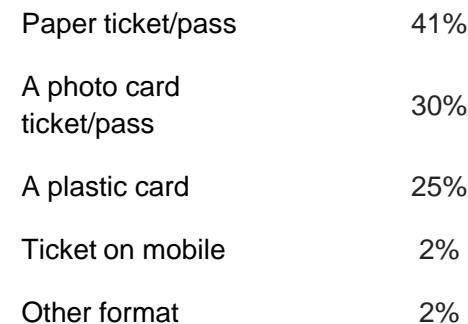 Paper ticket/pass 41%
A photo card
ticket/pass 30%
A plastic card 25%
Ticket on mobile 2%
Other format 2%